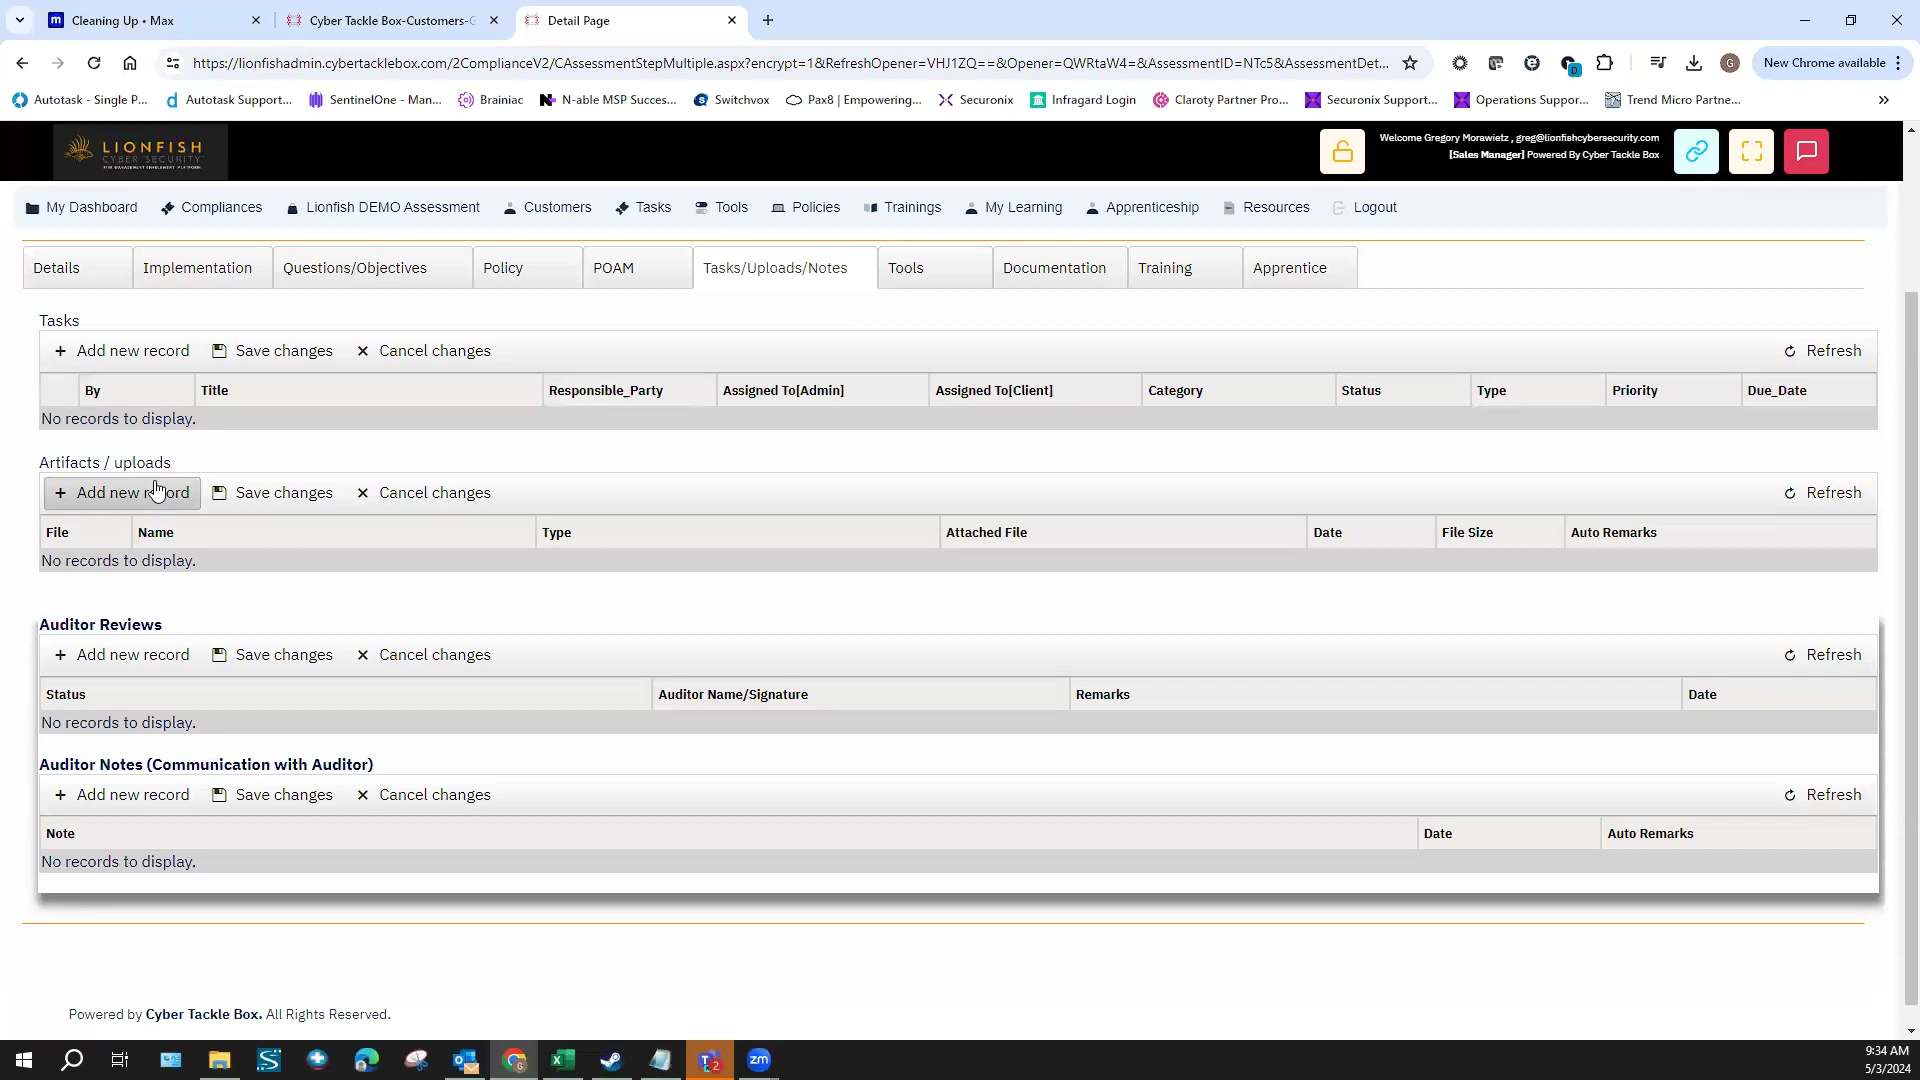 Cleaning Up • Max
Cyber Tackle Box-Customers-G
Detail Page
https://lionfishadmin.cybertacklebox.com/2ComplianceV2/CAssessmentStepMultiple.aspx?encrypt=1&RefreshOpener=VHJ1ZQ==&Opener=QWRtaW4=&AssessmentID=NTc5&AssessmentDet...
G
New Chrome available
Autotask - Single P...
Autotask Support...
SentinelOne - Man...
Brainiac
N-able MSP Succes...
Switchvox
Pax8 | Empowering...
Securonix
Infragard Login
Claroty Partner Pro...
Securonix Support...
Operations Suppor...
Trend Micro Partne...
LIONFISH
CYBER SECURITY
Welcome Gregory Morawietz , greg@lionfishcybersecurity.com
[Sales Manager] Powered By Cyber Tackle Box
My Dashboard
Compliances
Lionfish DEMO Assessment
Customers
Tasks
Tools
Policies
Trainings
My Learning
Apprenticeship
Resources
Logout
Details
Implementation
Questions/Objectives
Policy
POAM
Tasks/Uploads/Notes
Tools
Documentation
Training
Apprentice
Tasks
+ Add new record Save changes Cancel changes Refresh
By Title Responsible_Party Assigned To[Admin] Assigned To[Client] Category Status Type Priority Due_Date
No records to display.
Artifacts / uploads
+ Add new record Save changes Cancel changes Refresh
File Name Type Attached File Date File Size Auto Remarks
No records to display.
Auditor Reviews
+ Add new record Save changes Cancel changes Refresh
Status Auditor Name/Signature Remarks Date
No records to display.
Auditor Notes (Communication with Auditor)
+ Add new record Save changes Cancel changes Refresh
Note Date Auto Remarks
No records to display.
Powered by Cyber Tackle Box. All Rights Reserved.
9:34 AM
5/3/2024